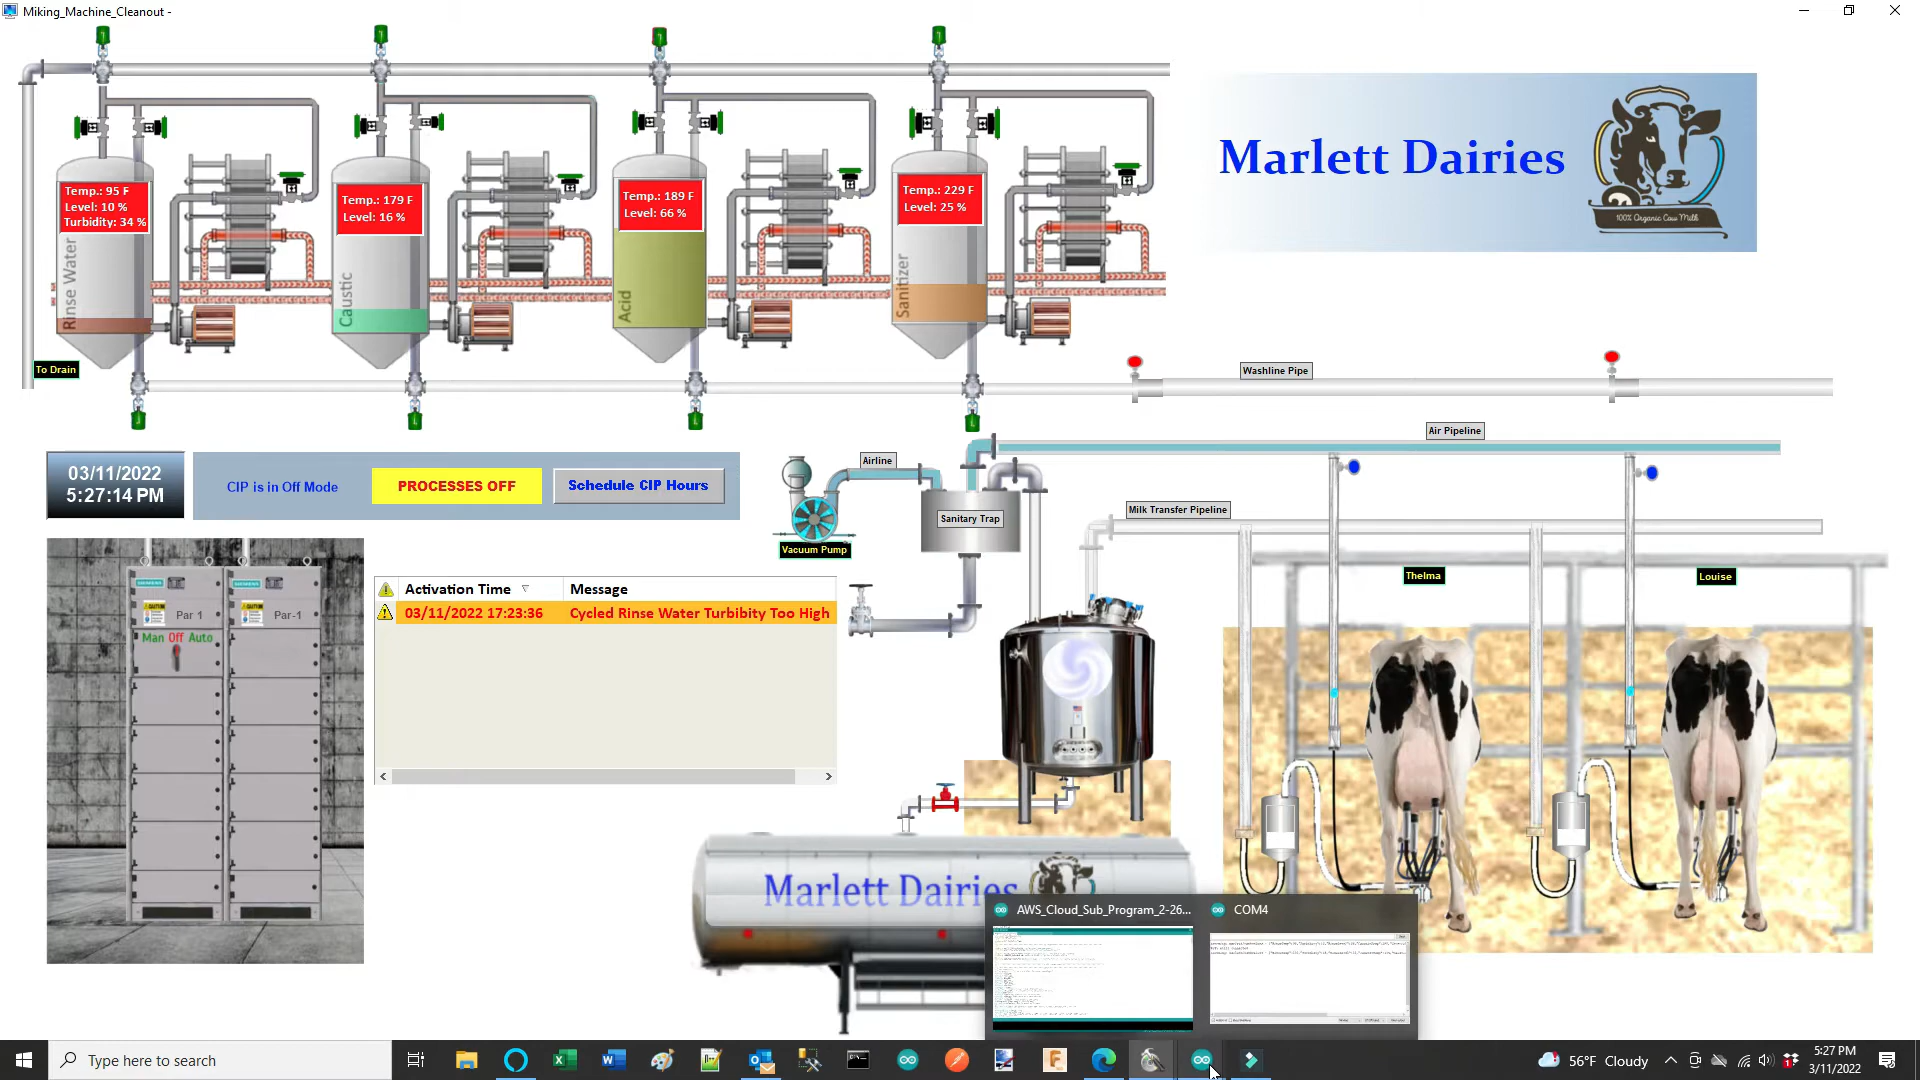 Miking_Machine_Cleanout -
Marlett Dairies
100% Organic Cow Milk
Temp.: 95 F
Level: 10 %
Turbidity: 34 %
Rinse Water
Temp.: 179 F
Level: 16 %
Caustic
Temp.: 189 F
Level: 66 %
Acid
Temp.: 229 F
Level: 25 %
Sanitizer
To Drain
Washline Pipe
Air Pipeline
03/11/2022
5:27:14 PM
CIP is in Off Mode
PROCESSES OFF
Schedule CIP Hours
Airline
Sanitary Trap
Vacuum Pump
Milk Transfer Pipeline
Thelma
Louise
SIEMENS
SIEMENS
Par 1
Par-1
Man Off Auto
Activation Time
Message
03/11/2022 17:23:36
Cycled Rinse Water Turbibity Too High
Marlett Dairies
AWS_Cloud_Sub_Program_2-26...
COM4
Type here to search
56°F Cloudy
5:27 PM
3/11/2022